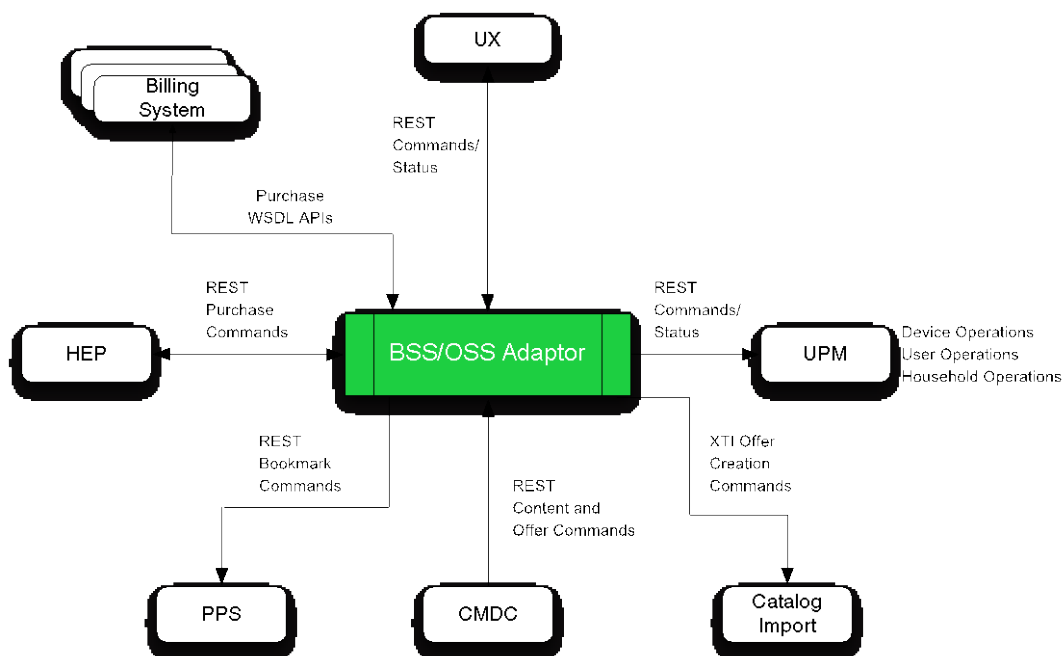 UX
Billing
System
REST
Commands/
Status
Purchase
WSDL APIs
REST
Purchase
Commands
REST
Commands/
Status
HEP
BSS/OSS Adaptor
UPM
Device Operations
User Operations
Household Operations
REST
Bookmark
Commands
REST
Content and
Offer Commands
XTI Offer
Creation
Commands
PPS
CMDC
Catalog
Import